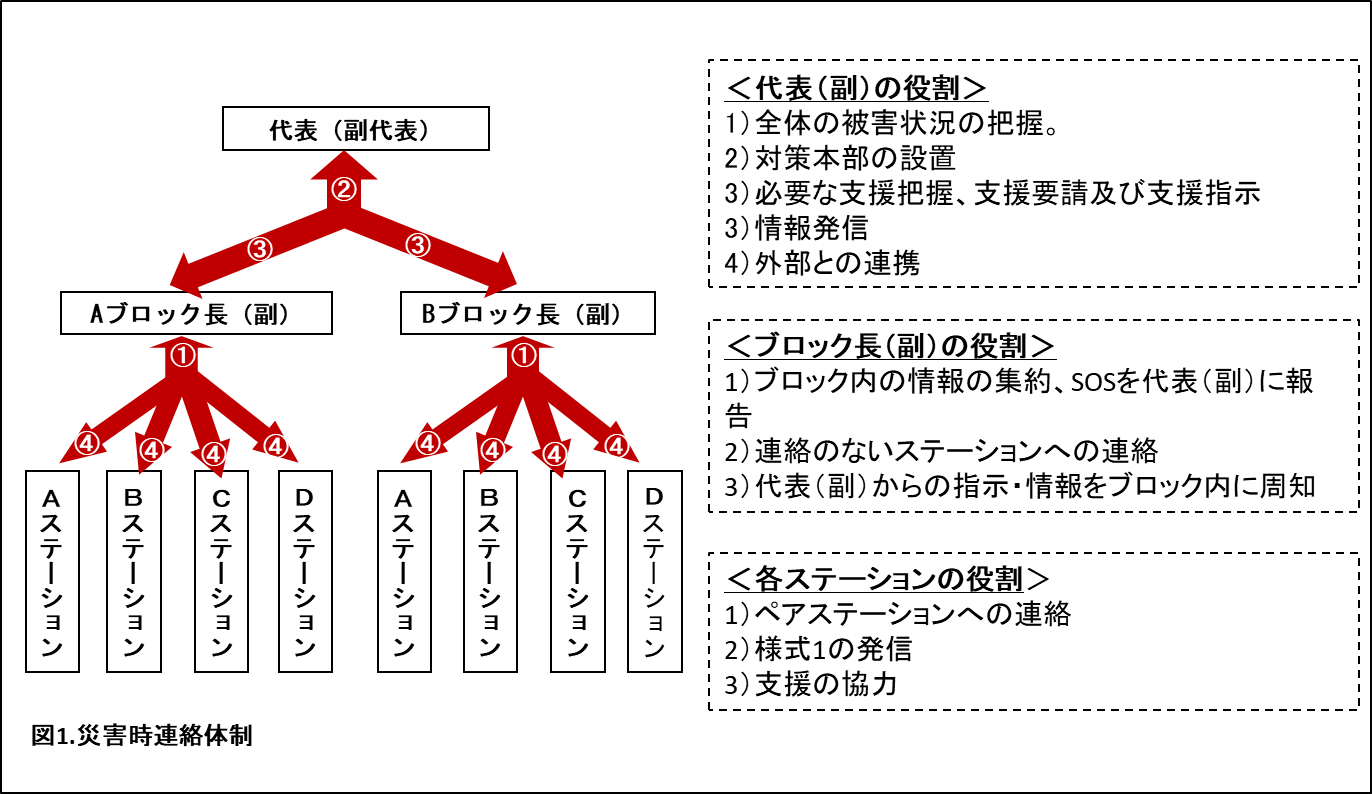 代表（副代表）
②
③
③
Aブロック長（副）
Bブロック長（副）
①
①
④
④
④
④
④
④
④
④
Aステーション
Bステーション
Cステーション
Dステーション
Aステーション
Bステーション
Cステーション
Dステーション
図1.災害時連絡体制
＜代表（副）の役割＞
1）全体の被害状況の把握。
2）対策本部の設置
3）必要な支援把握、支援要請及び支援指示
3）情報発信
4）外部との連携
＜ブロック長（副）の役割＞
1）ブロック内の情報の集約、SOSを代表（副）に報
告
2）連絡のないステーションへの連絡
3）代表（副）からの指示・情報をブロック内に周知
＜各ステーションの役割＞
1）ペアステーションへの連絡
2）様式1の発信
3）支援の協力